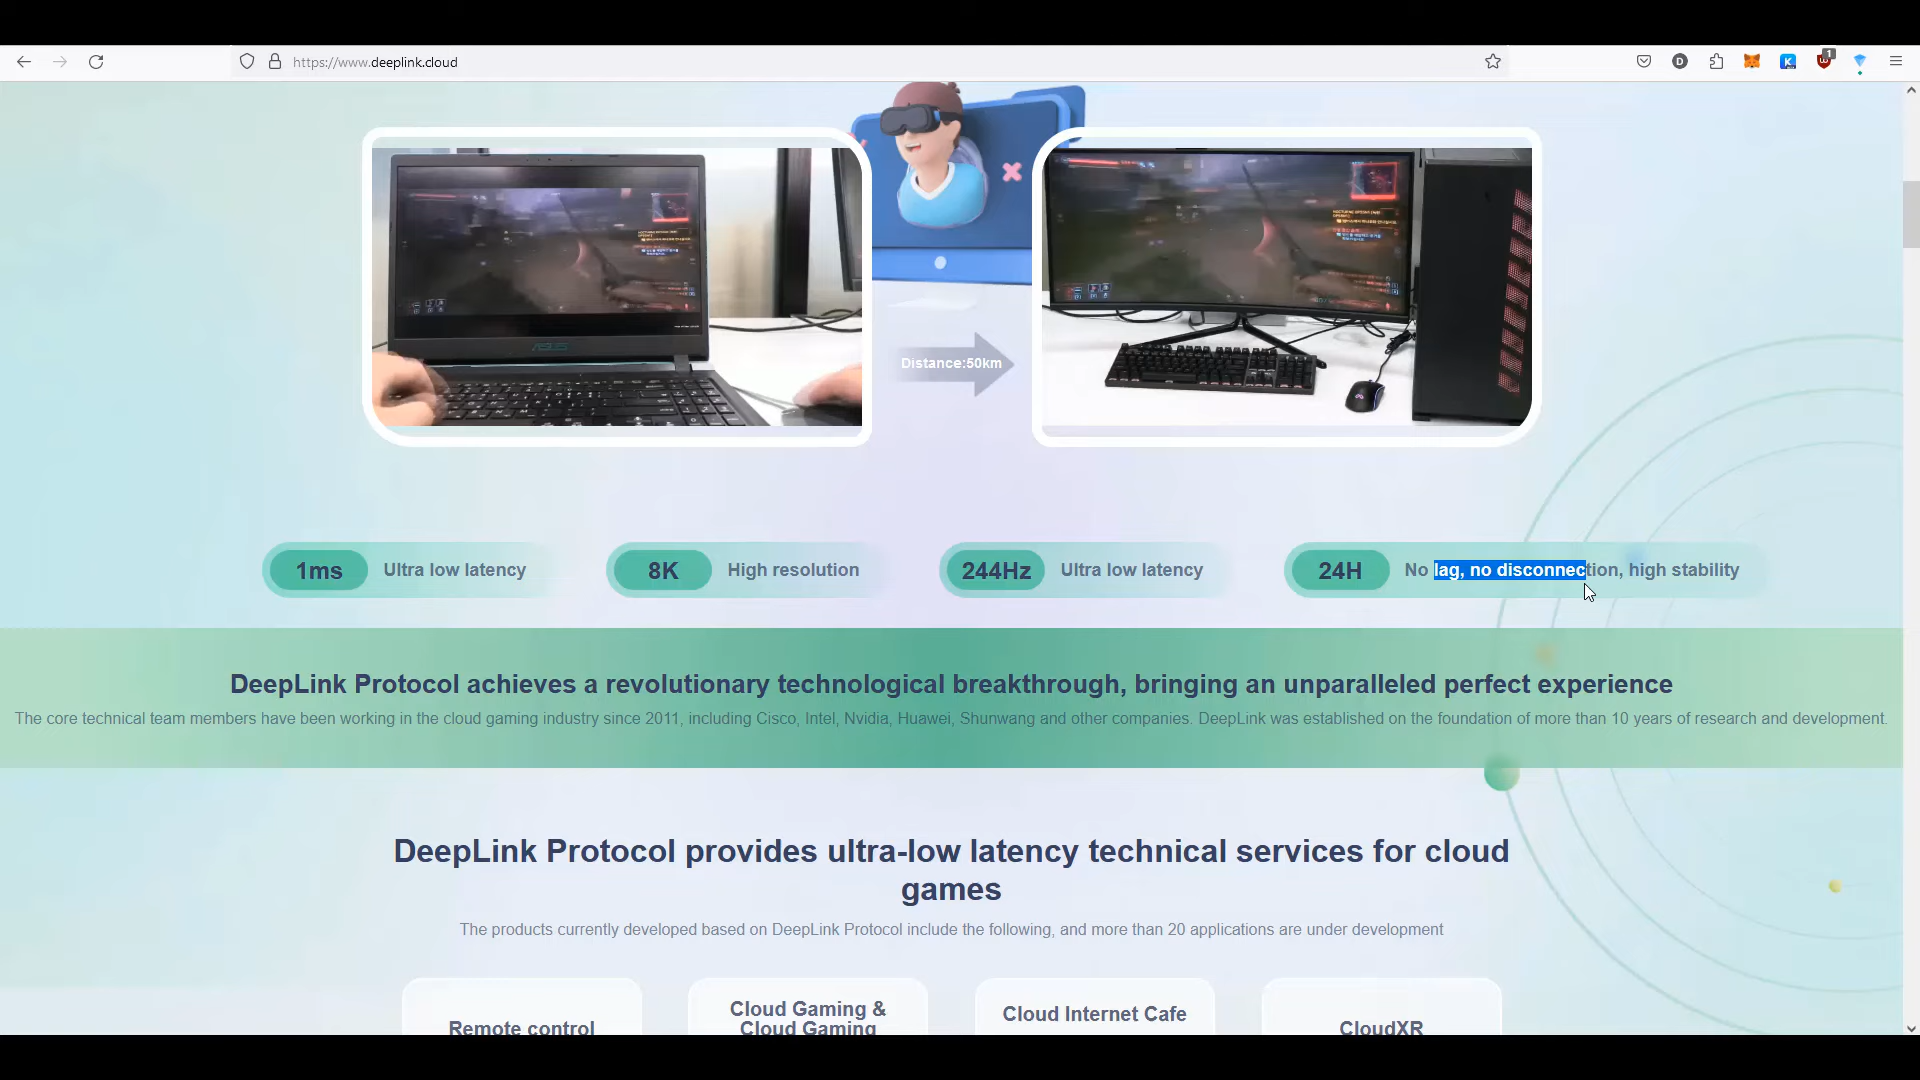 https://www.deeplink.cloud
1
D
K
ASUS
Distance:50km
1ms
Ultra low latency
8K
High resolution
244Hz
Ultra low latency
24H
No lag, no disconnection, high stability
DeepLink Protocol achieves a revolutionary technological breakthrough, bringing an unparalleled perfect experience
The core technical team members have been working in the cloud gaming industry since 2011, including Cisco, Intel, Nvidia, Huawei, Shunwang and other companies. DeepLink was established on the foundation of more than 10 years of research and development.
DeepLink Protocol provides ultra-low latency technical services for cloud
games
The products currently developed based on DeepLink Protocol include the following, and more than 20 applications are under development
Remote control
Cloud Gaming &
Cloud Gaming
Cloud Internet Cafe
CloudXR